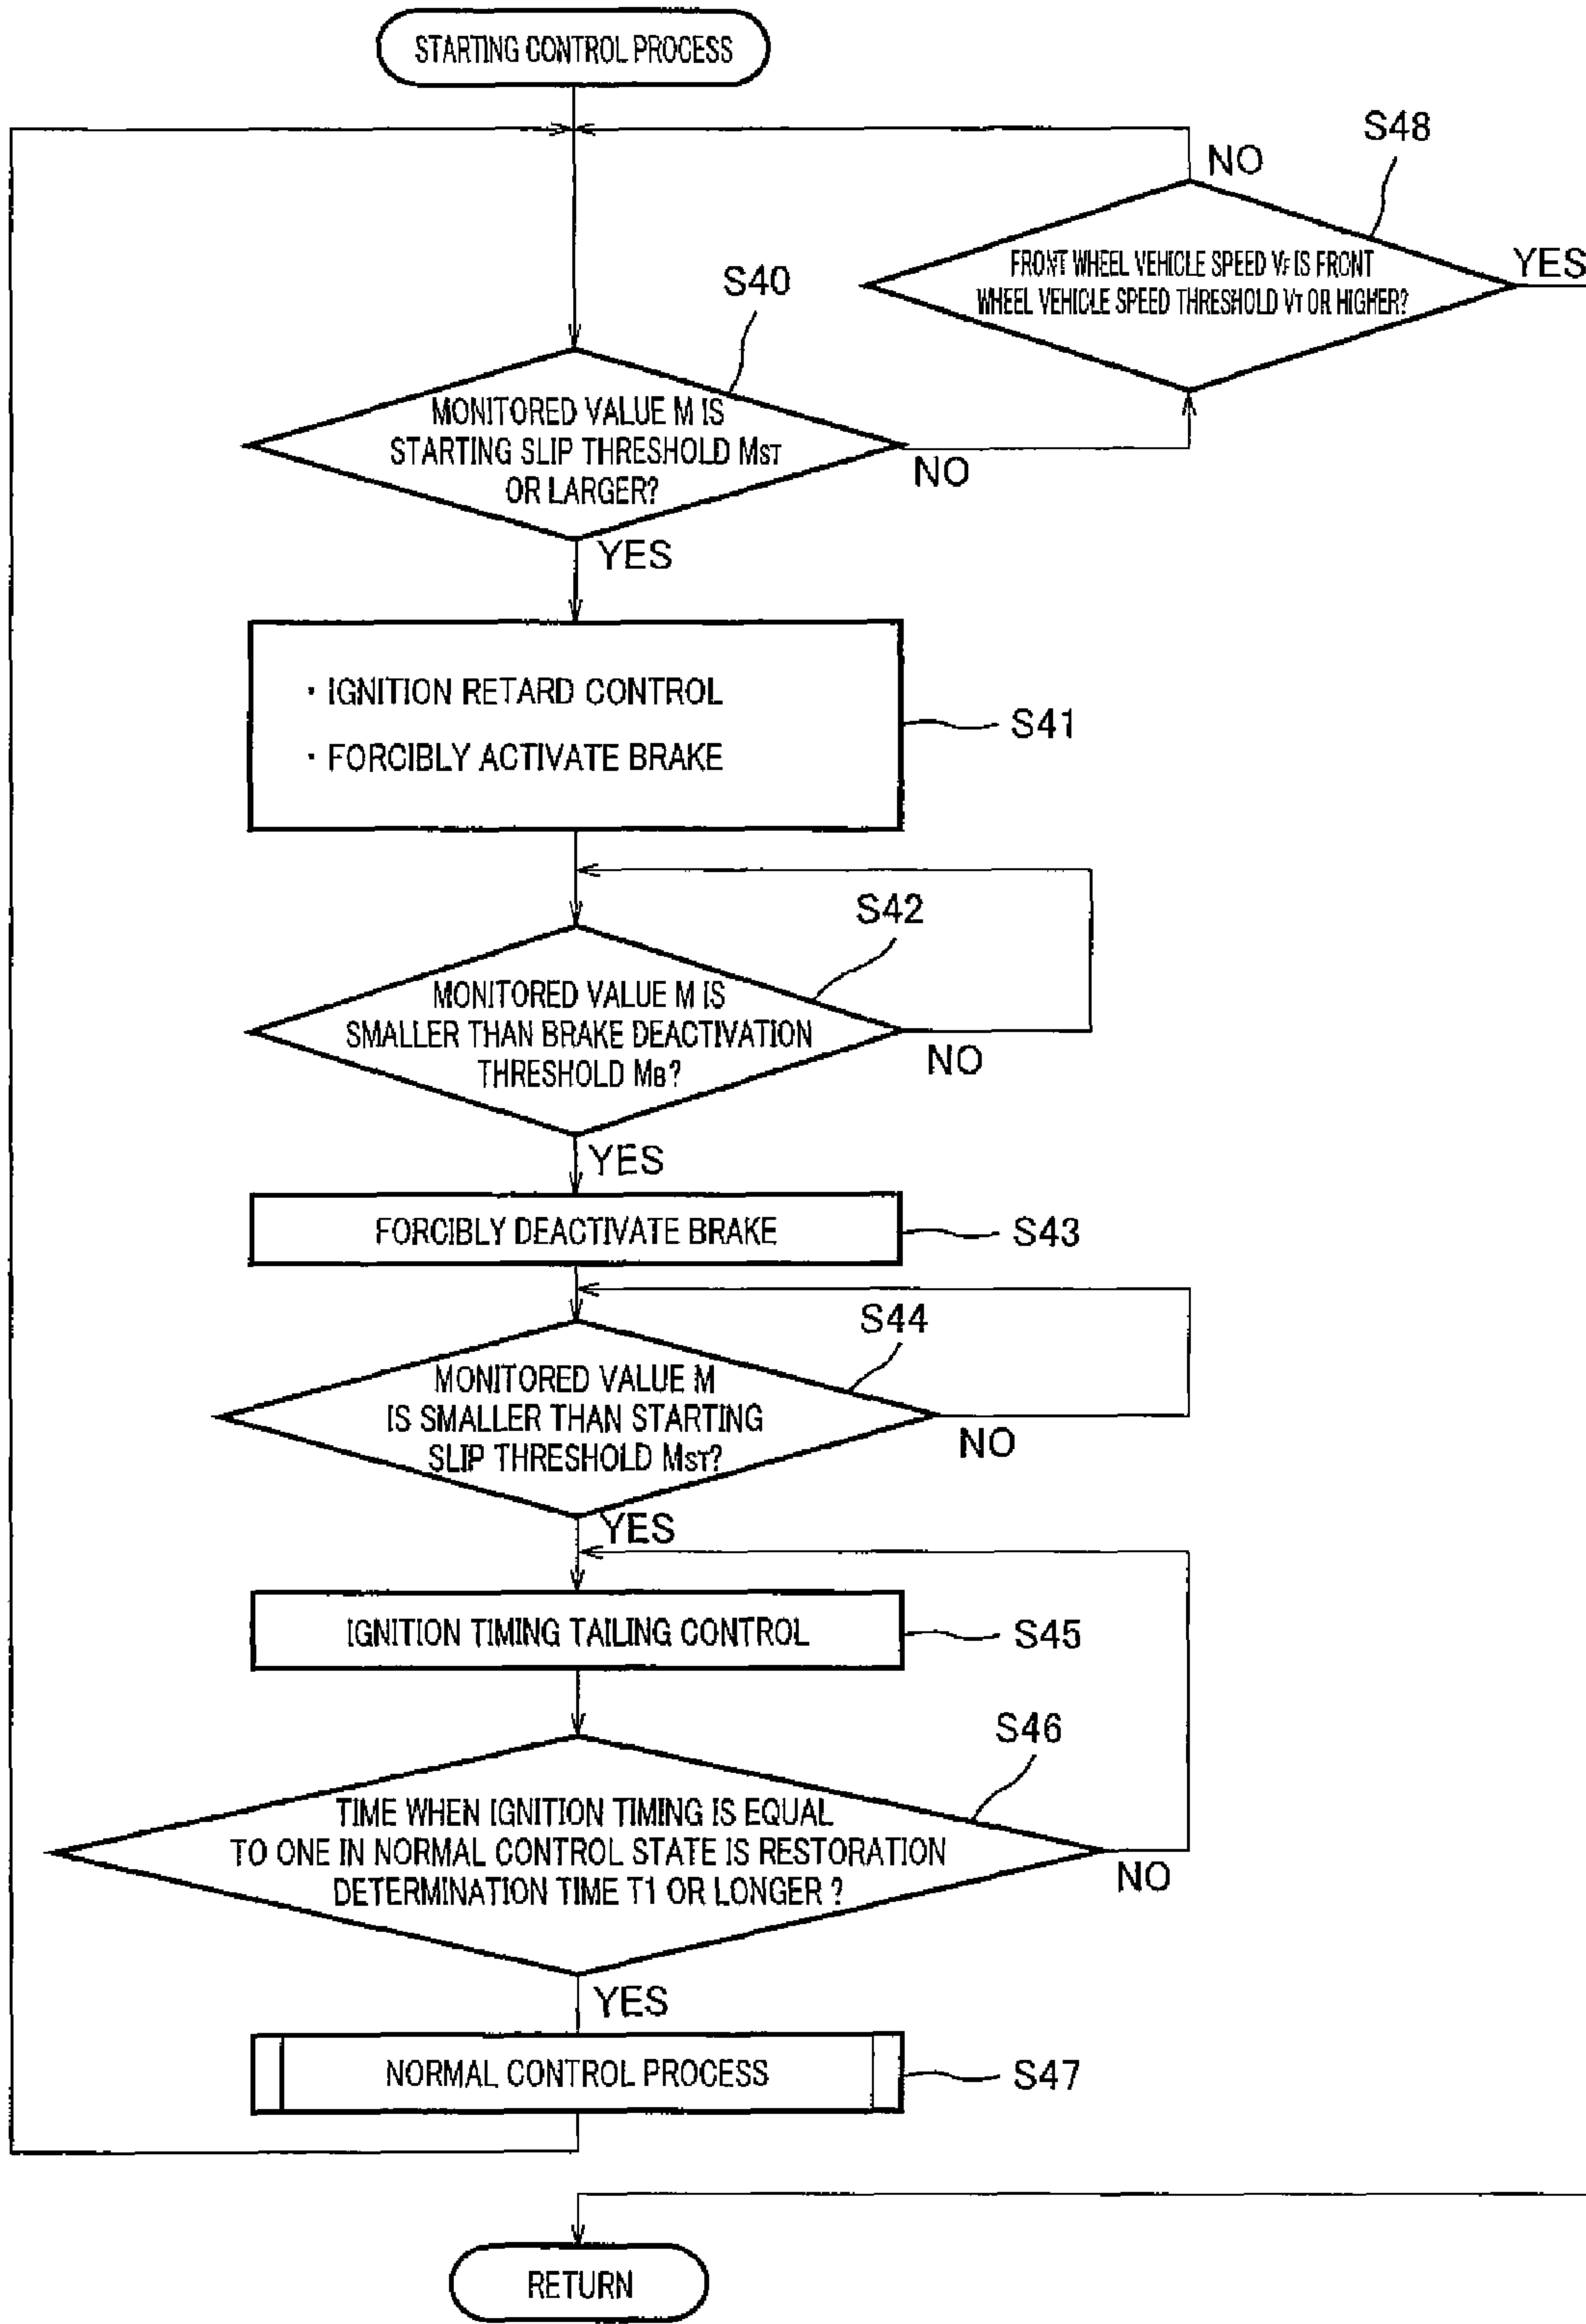 STARTING CONTROL PROCESS
S48
NO
FRONT WHEEL VEHICLE SPEED VF IS FRONT
WHEEL VEHICLE SPEED THRESHOLD VT OR HIGHER?
YES
S40
MONITORED VALUE M IS
STARTING SLIP THRESHOLD MST
OR LARGER?
NO
YES
· IGNITION RETARD CONTROL
· FORCIBLY ACTIVATE BRAKE
S41
S42
MONITORED VALUE M IS
SMALLER THAN BRAKE DEACTIVATION
THRESHOLD MB?
NO
YES
FORCIBLY DEACTIVATE BRAKE
S43
S44
MONITORED VALUE M
IS SMALLER THAN STARTING
SLIP THRESHOLD MST?
NO
YES
IGNITION TIMING TAILING CONTROL
S45
S46
TIME WHEN IGNITION TIMING IS EQUAL
TO ONE IN NORMAL CONTROL STATE IS RESTORATION
DETERMINATION TIME T1 OR LONGER ?
NO
YES
NORMAL CONTROL PROCESS
S47
RETURN